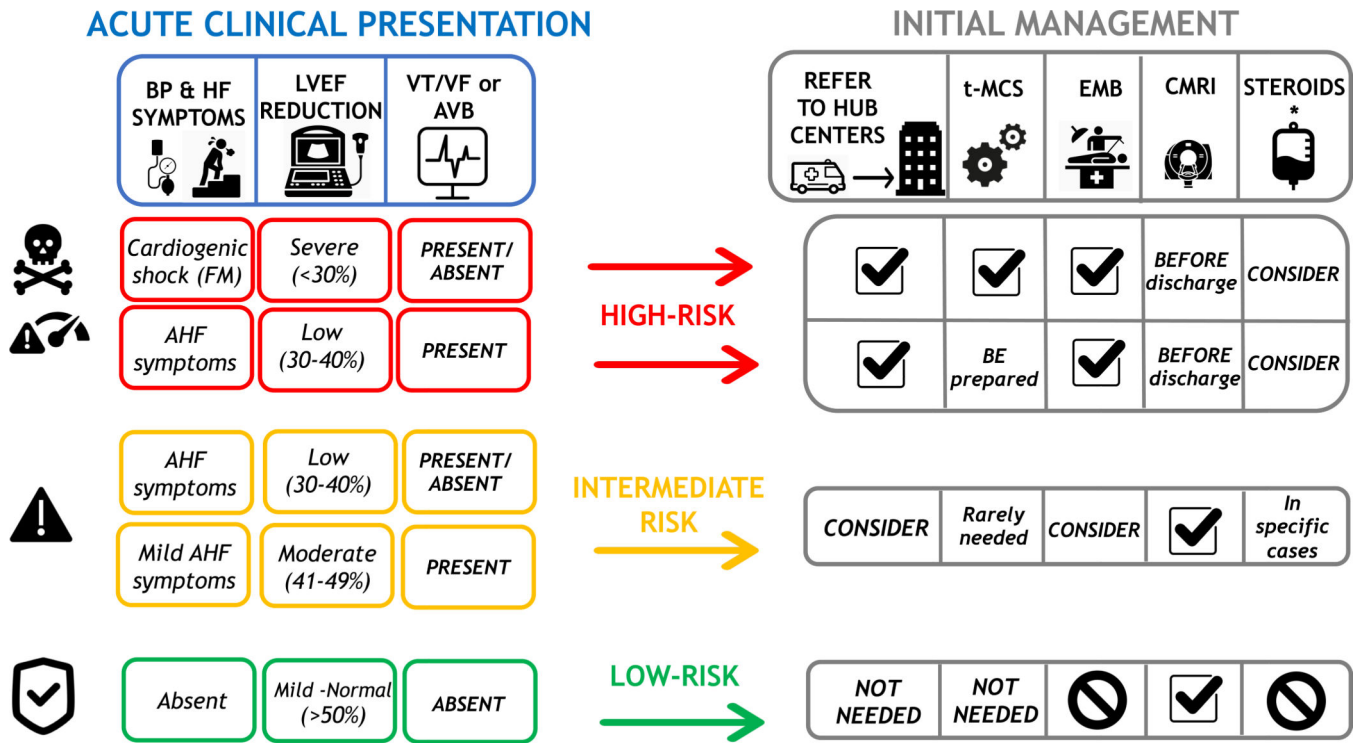 ACUTE CLINICAL PRESENTATION
INITIAL MANAGEMENT
BP & HF
SYMPTOMS
LVEF
REDUCTION
VT/VF or
AVB
REFER
TO HUB
CENTERS
t-MCS
EMB
CMRI
STEROIDS
*
Cardiogenic
shock (FM)
Severe
(<30%)
PRESENT/
ABSENT
BEFORE
discharge
CONSIDER
HIGH-RISK
AHF
symptoms
Low
(30-40%)
PRESENT
BE
prepared
BEFORE
discharge
CONSIDER
AHF
symptoms
Low
(30-40%)
PRESENT/
ABSENT
INTERMEDIATE
RISK
Mild AHF
symptoms
Moderate
(41-49%)
PRESENT
CONSIDER
Rarely
needed
CONSIDER
In
specific
cases
Absent
Mild -Normal
(>50%)
ABSENT
LOW-RISK
NOT
NEEDED
NOT
NEEDED